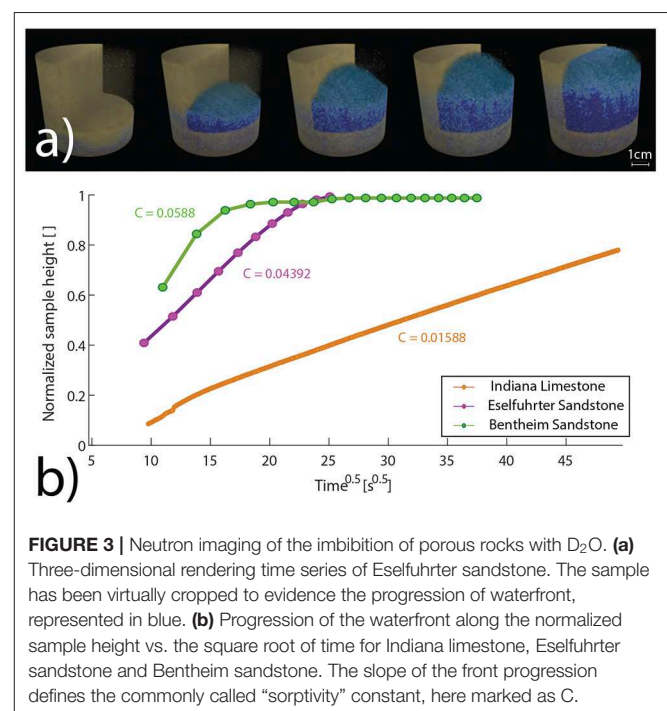 a)
1cm
Normalized sample height [ ]
1
0.8
0.6
0.4
0.2
0
C = 0.0588
C = 0.04392
C = 0.01588
Indiana Limestone
Eselfuhrter Sandstone
Bentheim Sandstone
5 10 15 20 25 30 35 40 45
b)
Time^0.5 [s^0.5]
FIGURE 3 | Neutron imaging of the imbibition of porous rocks with D₂O. (a)
Three-dimensional rendering time series of Eselfuhrter sandstone. The sample
has been virtually cropped to evidence the progression of waterfront,
represented in blue. (b) Progression of the waterfront along the normalized
sample height vs. the square root of time for Indiana limestone, Eselfuhrter
sandstone and Bentheim sandstone. The slope of the front progression
defines the commonly called “sorptivity” constant, here marked as C.